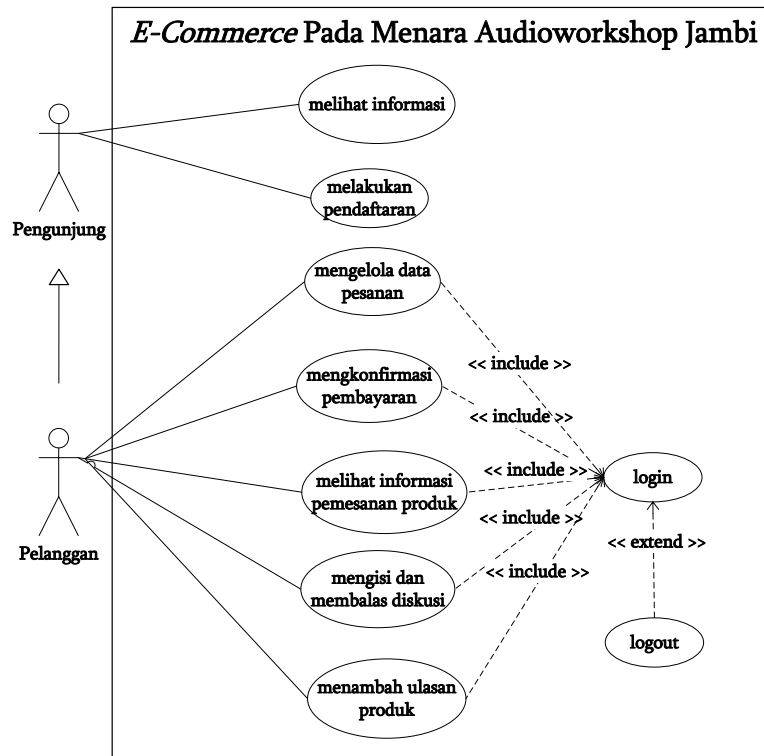 E-Commerce Pada Menara Audioworkshop Jambi
melihat informasi
melakukan
pendaftaran
Pengunjung
mengelola data
pesanan
<< include >>
mengkonfirmasi
pembayaran
<< include >>
melihat informasi
pemesanan produk
<< include >>
login
<< include >>
<< extend >>
Pelanggan
mengisi dan
membalas diskusi
<< include >>
logout
menambah ulasan
produk